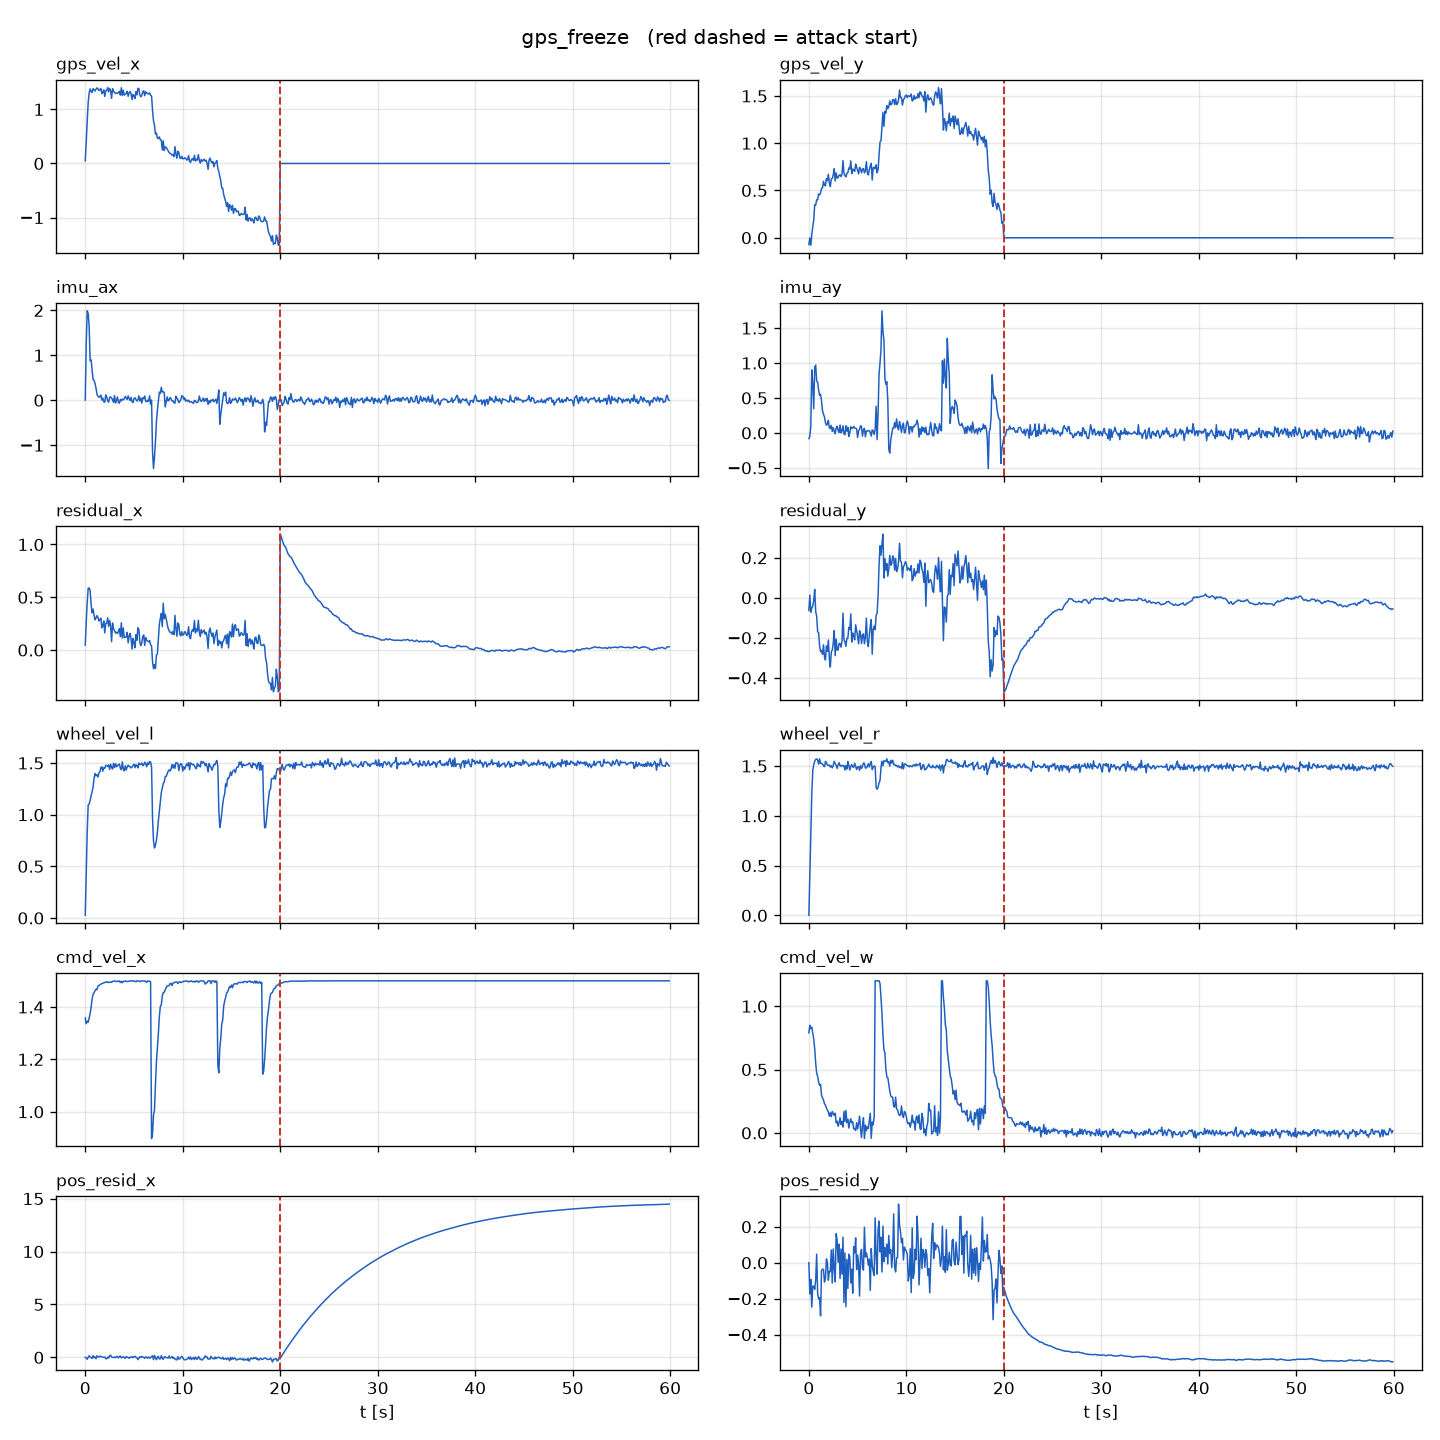 gps_freeze   (red dashed = attack start)
gps_vel_x
1
0
−1
gps_vel_y
1.5
1.0
0.5
0.0
imu_ax
2
1
0
−1
imu_ay
1.5
1.0
0.5
0.0
−0.5
residual_x
1.0
0.5
0.0
residual_y
0.2
0.0
−0.2
−0.4
wheel_vel_l
1.5
1.0
0.5
0.0
wheel_vel_r
1.5
1.0
0.5
0.0
cmd_vel_x
1.4
1.2
1.0
cmd_vel_w
1.0
0.5
0.0
pos_resid_x
15
10
5
0
0 10 20 30 40 50 60
t [s]
pos_resid_y
0.2
0.0
−0.2
−0.4
0 10 20 30 40 50 60
t [s]